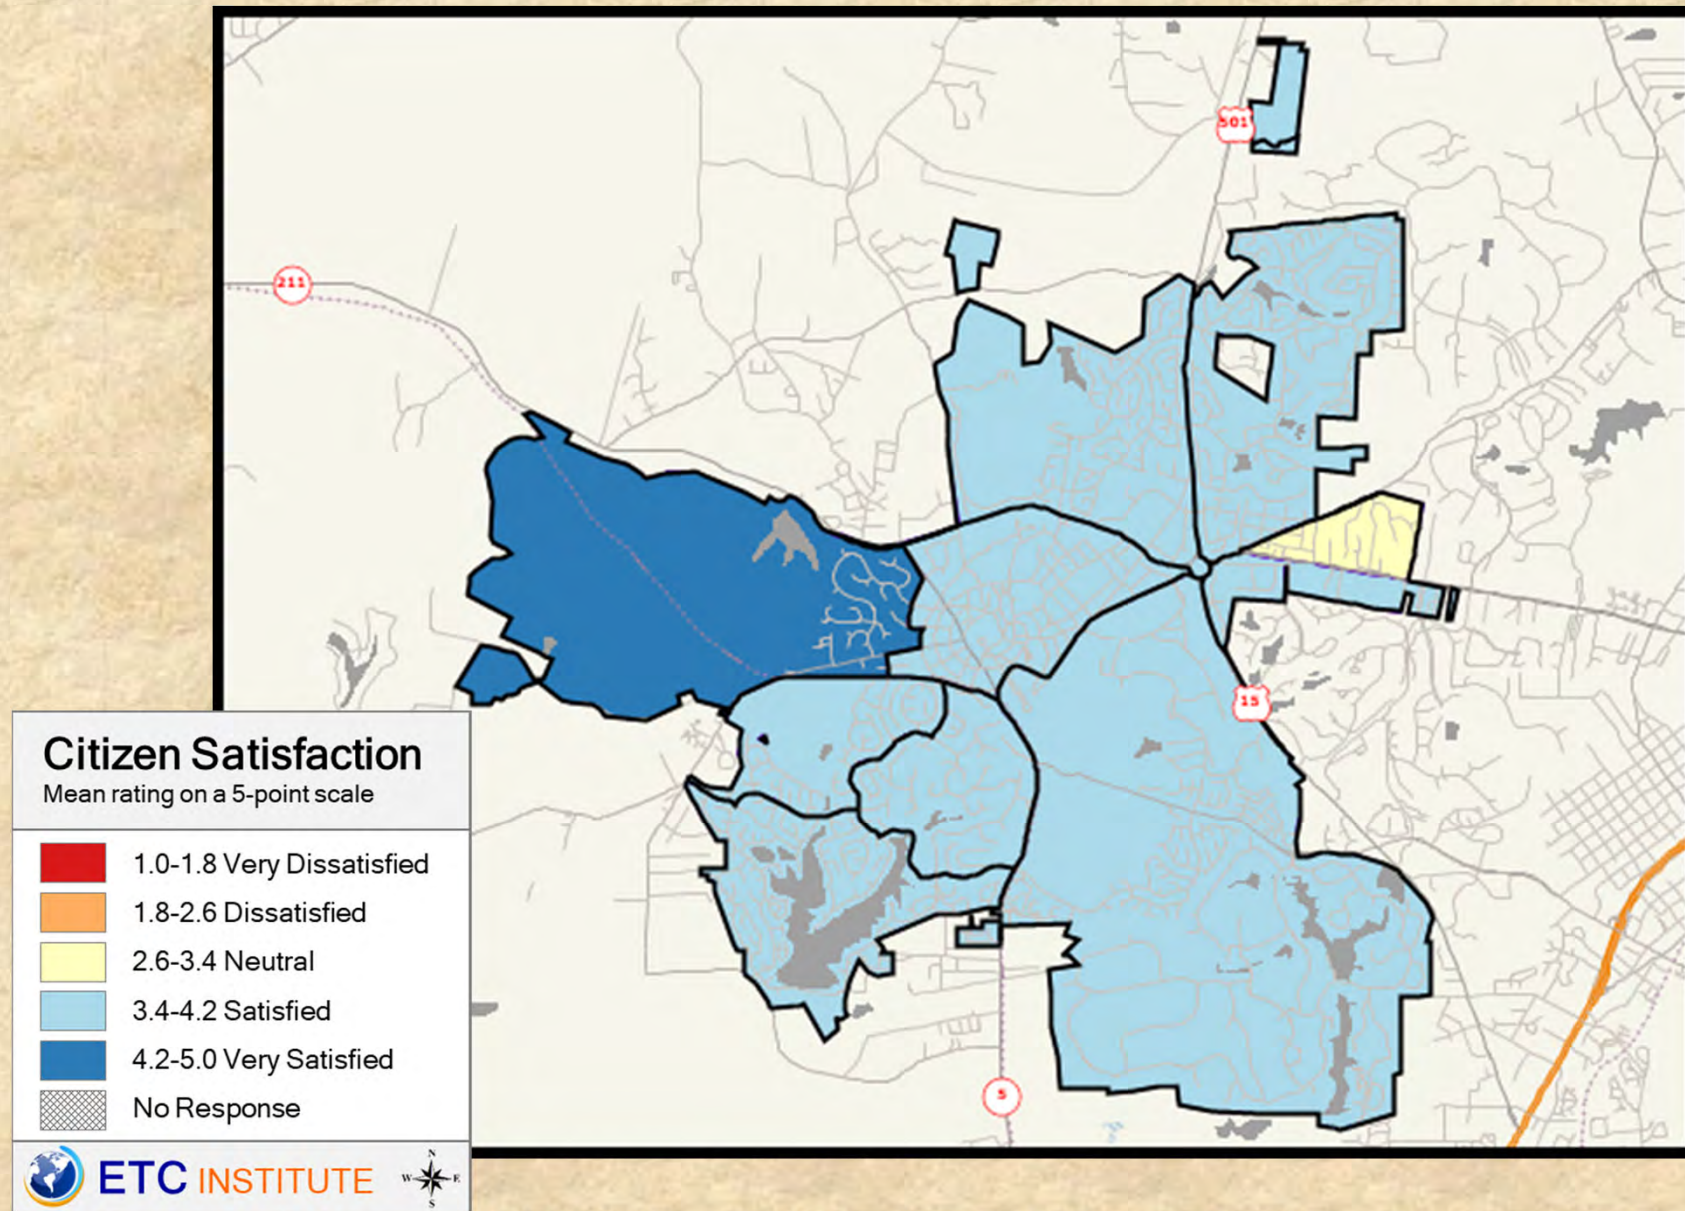 501
211
15
5
Citizen Satisfaction
Mean rating on a 5-point scale
1.0-1.8 Very Dissatisfied
1.8-2.6 Dissatisfied
2.6-3.4 Neutral
3.4-4.2 Satisfied
4.2-5.0 Very Satisfied
No Response
ETC INSTITUTE
N
W E
S